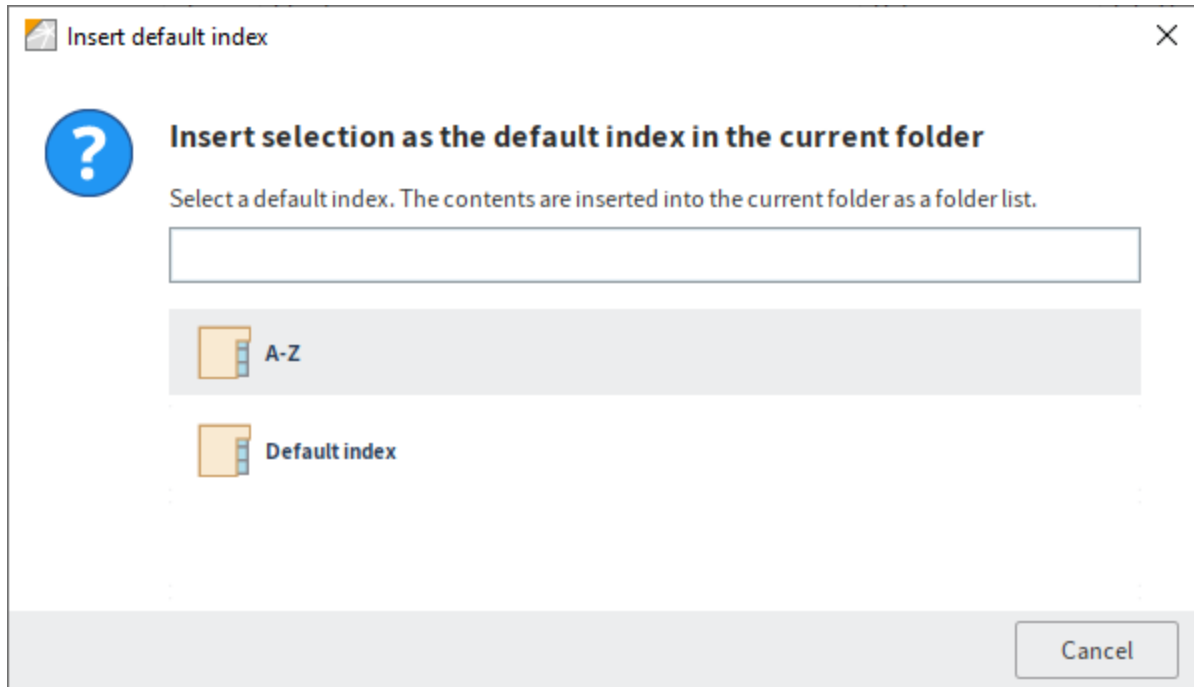 Insert default index
?
Insert selection as the default index in the current folder
Select a default index. The contents are inserted into the current folder as a folder list.
A-Z
Default index
Cancel